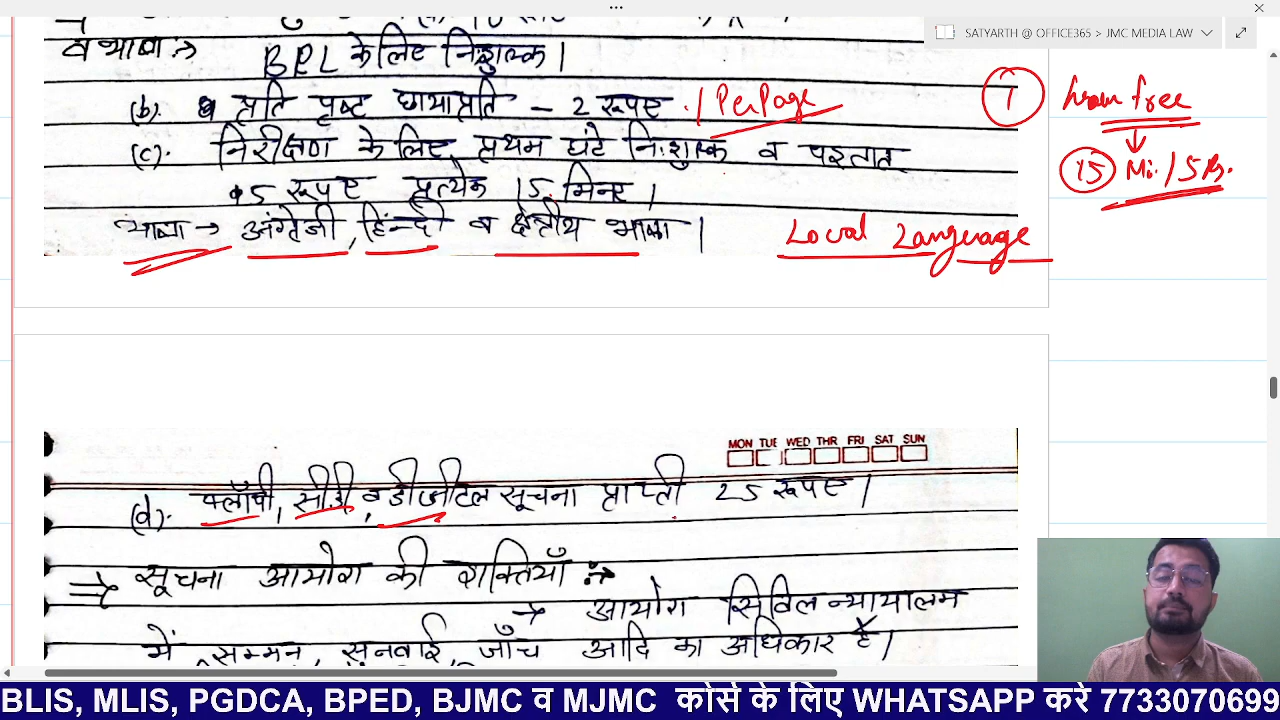 SATYARTH @ OFFICE365 > JMC MEDIA LAW
व भाषा :→ BPL के लिए निःशुल्क।
(b). प्रति पृष्ट छायाप्रति – 2 रूपए ./ Per Page
(c). निरीक्षण के लिए प्रथम घंटे निःशुल्क व पश्तात्
5 रूपए प्रत्येक 15 मिनट।
भाषा → अंग्रेजी, हिन्दी व क्षेत्रीय भाषा।
1 free
15 Mi. / 5 Rs.
Local Language
MON TUE WED THR FRI SAT SUN
(d). फ्लॉपी, सीडी व डीजीटल सूचना प्राप्ती 25 रूपए।
⇒ सूचना आयोग की शक्तियाँ :→
→ आयोग सिविल न्यायालय
में सम्मन, सुनवाई, जाँच आदि का अधिकार है।
BLIS, MLIS, PGDCA, BPED, BJMC व MJMC कोर्स के लिए WHATSAPP करे 7733070699